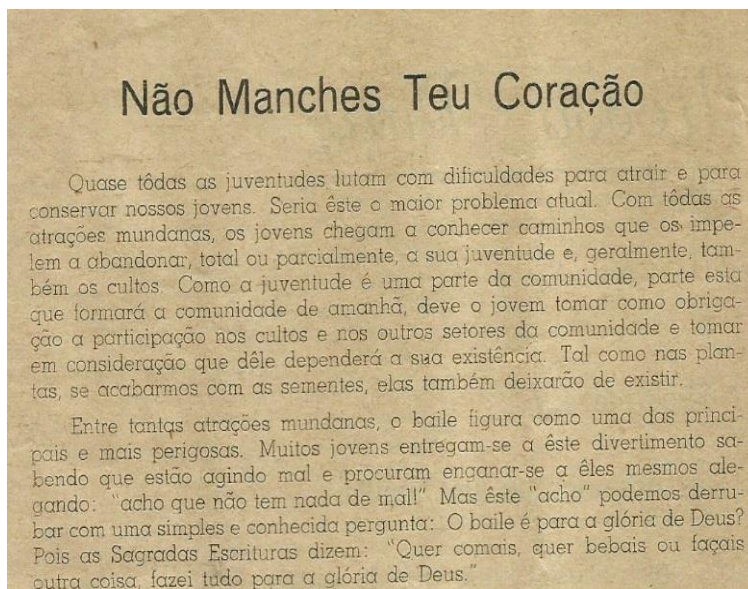 Não Manches Teu Coração
Quase tôdas as juventudes lutam com dificuldades para atrair e para
conservar nossos jovens. Seria êste o maior problema atual. Com tôdas as
atrações mundanas, os jovens chegam a conhecer caminhos que os impe-
lem a abandonar, total ou parcialmente, a sua juventude e, geralmente, tam-
bém os cultos. Como a juventude é uma parte da comunidade, parte esta
que formará a comunidade de amanhã, deve o jovem tomar como obriga-
ção a participação nos cultos e nos outros setores da comunidade e tomar
em consideração que dêle dependerá a sua existência. Tal como nas plan-
tas, se acabarmos com as sementes, elas também deixarão de existir.
Entre tantas atrações mundanas, o baile figura como uma das princi-
pais e mais perigosas. Muitos jovens entregam-se a êste divertimento sa-
bendo que estão agindo mal e procuram enganar-se a êles mesmos ale-
gando: "acho que não tem nada de mal!" Mas êste "acho" podemos derru-
bar com uma simples e conhecida pergunta: O baile é para a glória de Deus?
Pois as Sagradas Escrituras dizem: "Quer comais, quer bebais ou façais
outra coisa, fazei tudo para a glória de Deus."